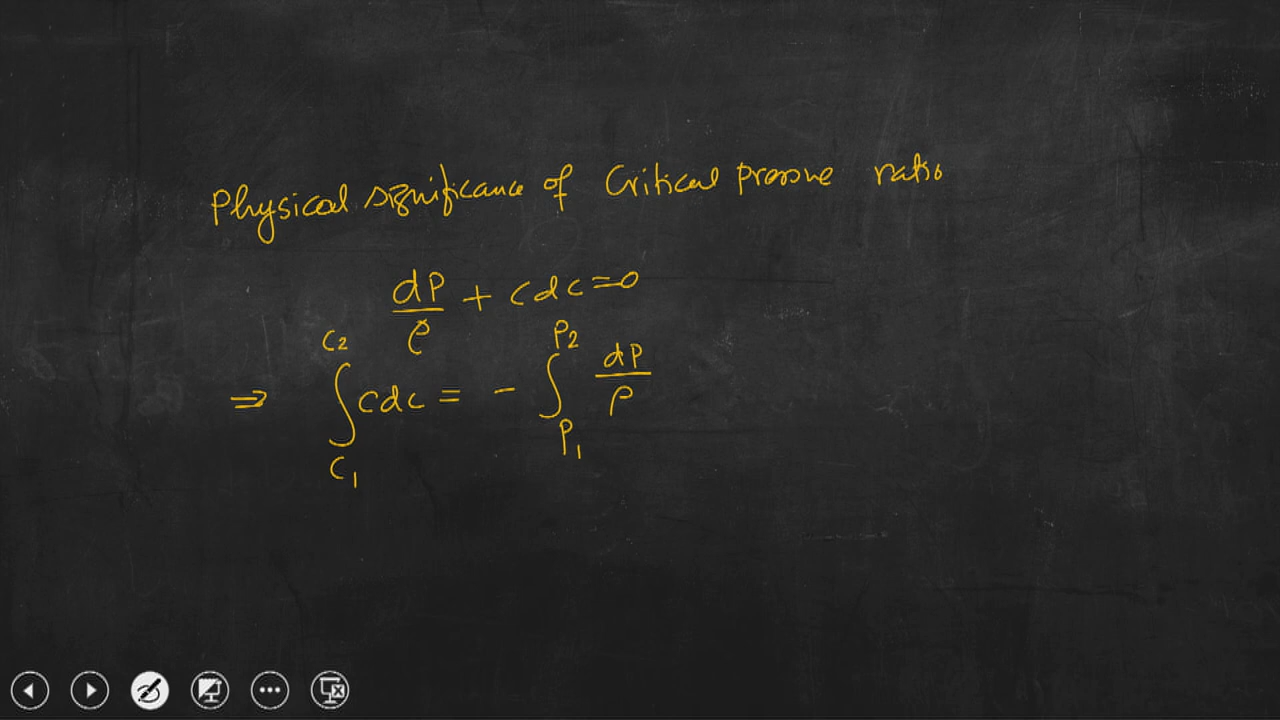 Physical significance of Critical pressure ratio
dP/ρ + cdc=0
⇒ ∫_{C1}^{C2} cdc = - ∫_{P1}^{P2} dP/ρ